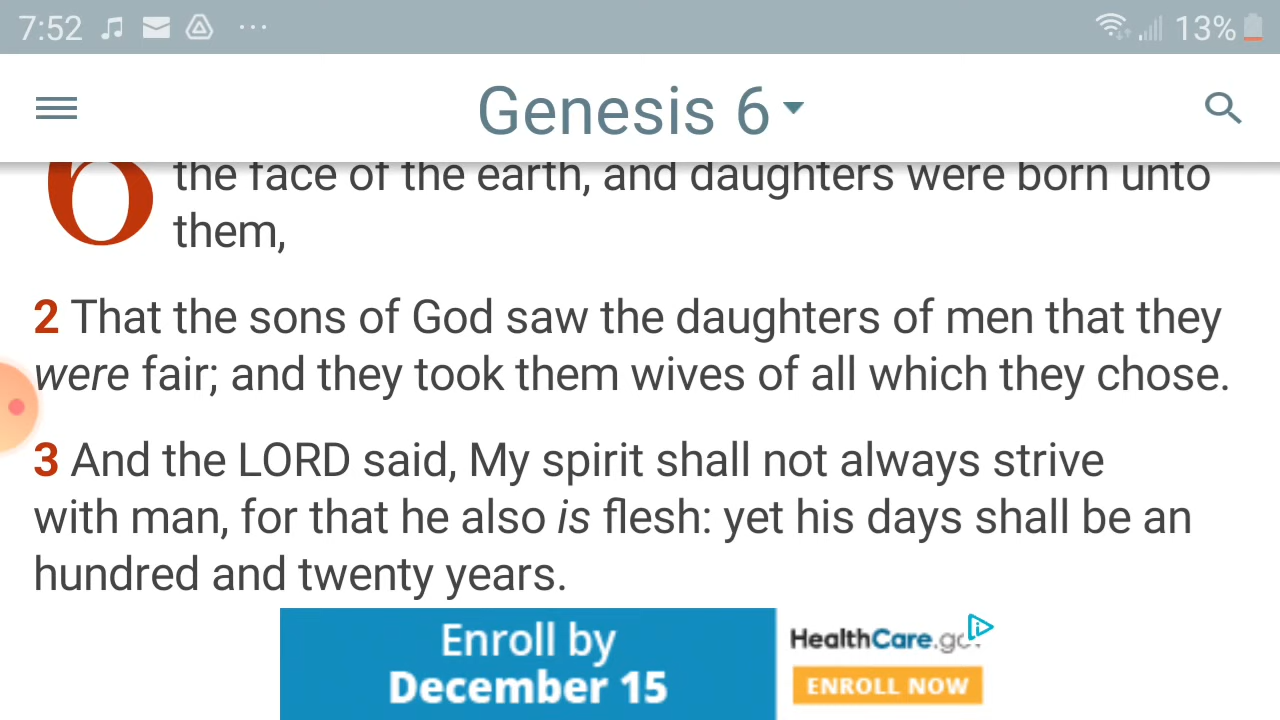 7:52 ... 13%
Genesis 6
6 the face of the earth, and daughters were born unto
them,
2 That the sons of God saw the daughters of men that they
were fair; and they took them wives of all which they chose.
3 And the LORD said, My spirit shall not always strive
with man, for that he also is flesh: yet his days shall be an
hundred and twenty years.
Enroll by
December 15
HealthCare.gov
ENROLL NOW